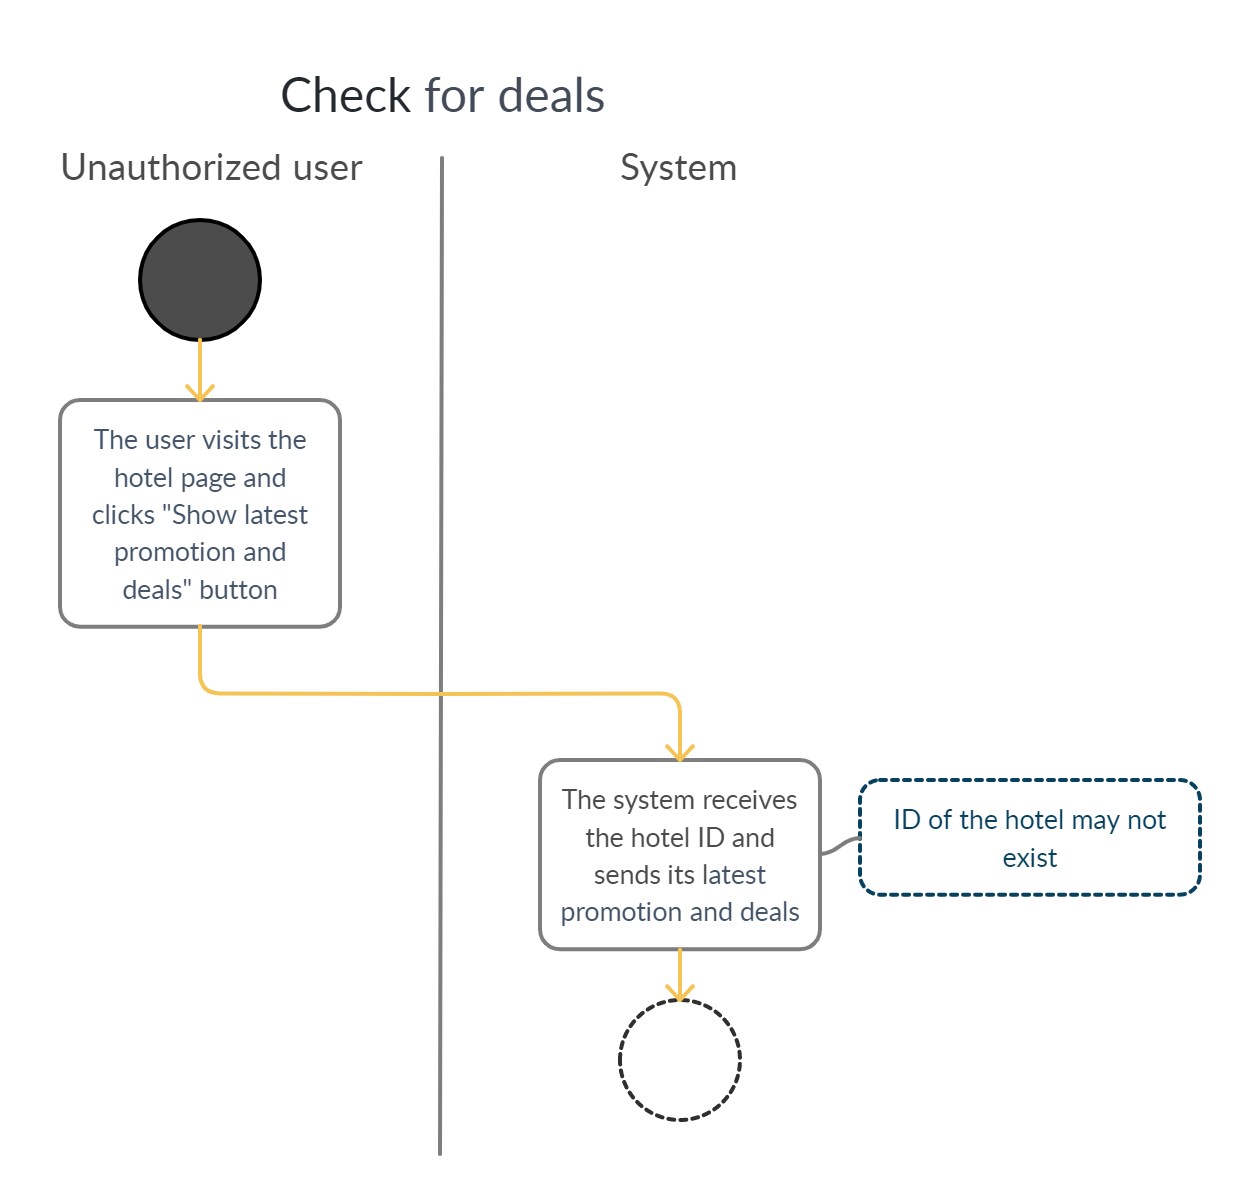 Check for deals
Unauthorized user
System
The user visits the
hotel page and
clicks "Show latest
promotion and
deals" button
The system receives
the hotel ID and
sends its latest
promotion and deals
ID of the hotel may not
exist